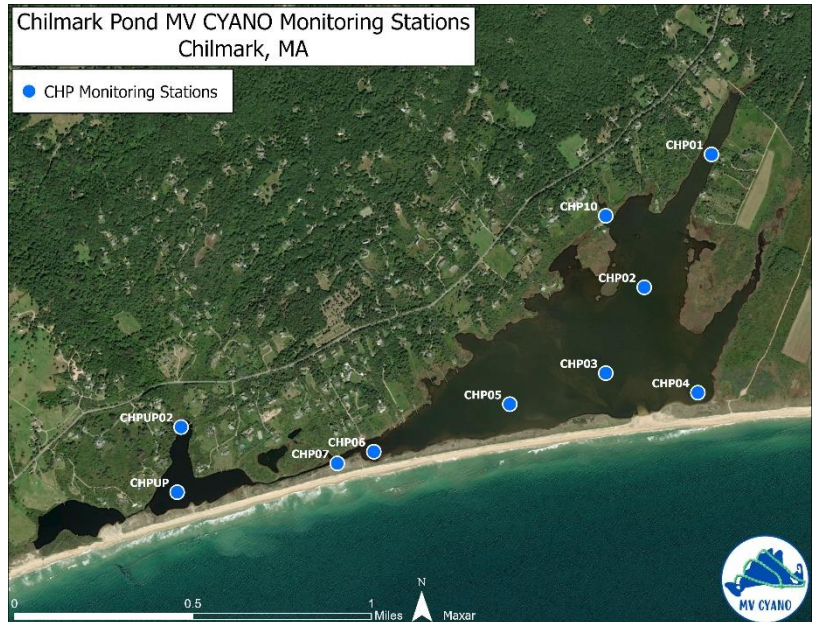 Chilmark Pond MV CYANO Monitoring Stations
Chilmark, MA
CHP Monitoring Stations
CHP01
CHP10
CHP02
CHP03
CHP04
CHP05
CHPUP02
CHP06
CHP07
CHPUP
N
0 0.5 1 Miles Maxar
MV CYANO